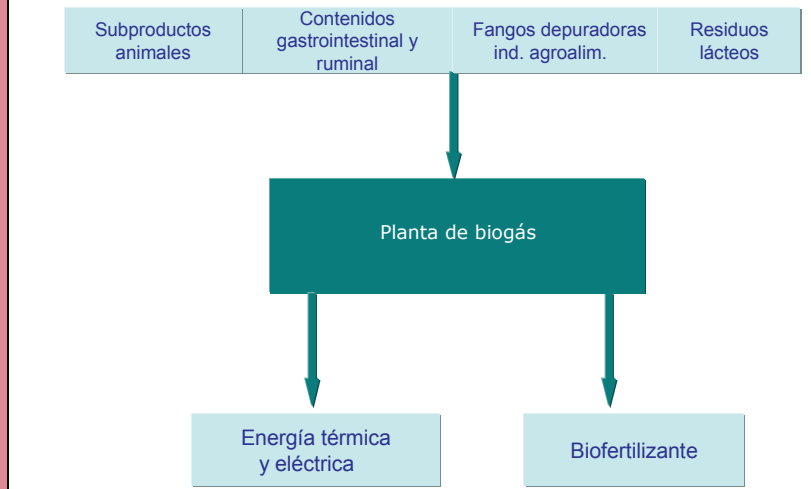 Subproductos
animales
Contenidos
gastrointestinal y
ruminal
Fangos depuradoras
ind. agroalim.
Residuos
lácteos
Planta de biogás
Energía térmica
y eléctrica
Biofertilizante